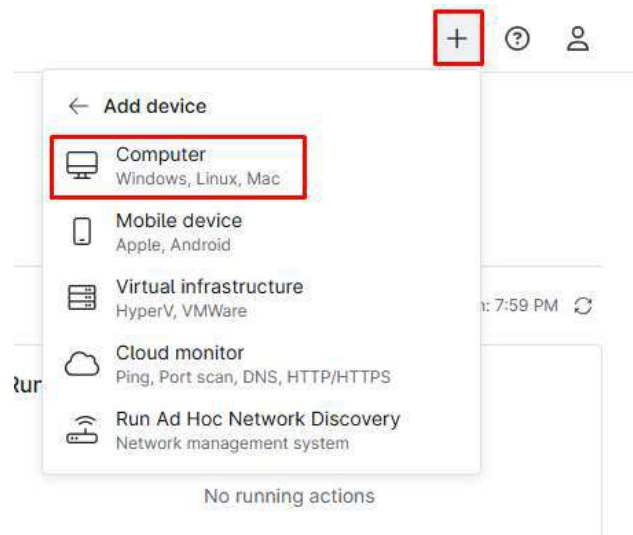 Add device
Computer
Windows, Linux, Mac
Mobile device
Apple, Android
Virtual infrastructure
HyperV, VMWare
7:59 PM
Cloud monitor
Ping, Port scan, DNS, HTTP/HTTPS
Run Ad Hoc Network Discovery
Network management system
No running actions